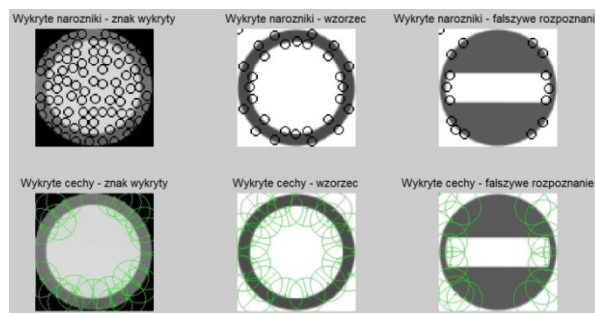 Wykryte narozniki - znak wykryty
Wykryte narozniki - wzorzec
Wykryte narozniki - falszywe rozpoznani
Wykryte cechy - znak wykryty
Wykryte cechy - wzorzec
Wykryte cechy - falszywe rozpoznanie